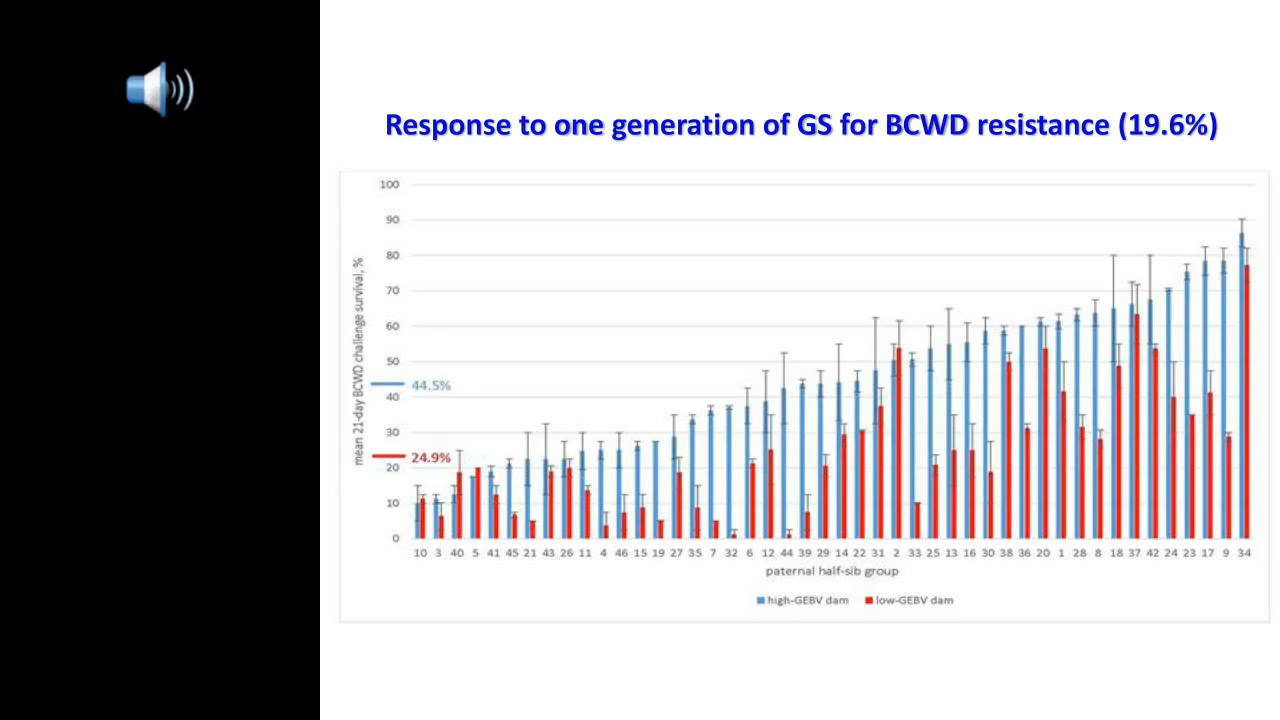 Response to one generation of GS for BCWD resistance (19.6%)
mean 21-day BCWD challenge survival, %
100
90
80
70
60
50
40
30
20
10
0
44.5%
24.9%
10 3 40 5 41 45 21 43 26 11 4 46 15 19 27 35 7 32 6 12 44 39 29 14 22 31 2 33 25 13 16 30 38 36 20 1 28 8 18 37 42 24 23 17 9 34
paternal half-sib group
high-GEBV dam low-GEBV dam